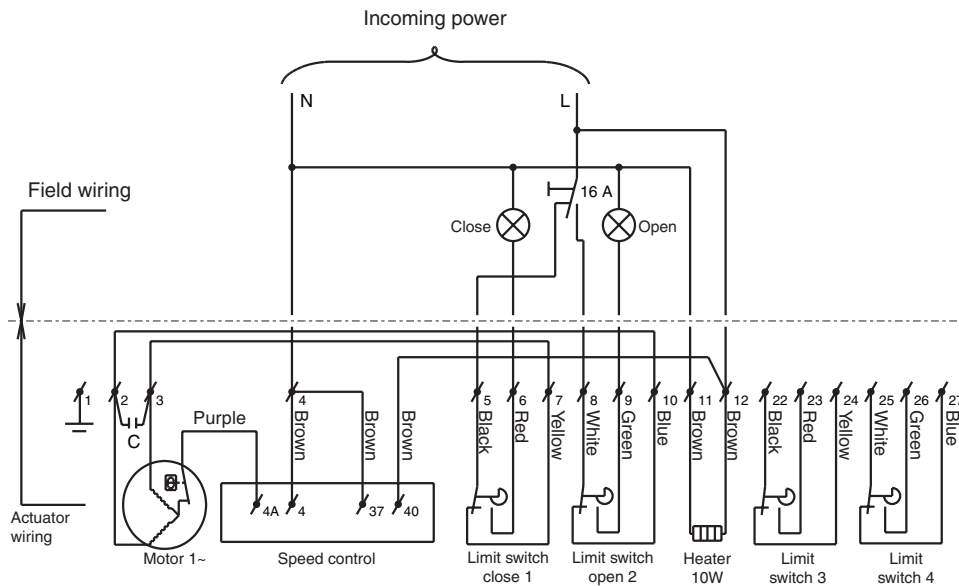 Incoming power
N
L
Field wiring
16 A
Close
Open
1
2
3
4
5
6
7
8
9
10
11
12
22
23
24
25
26
27
C
Purple
Brown
Brown
Brown
Black
Red
Yellow
White
Green
Blue
Brown
Brown
Black
Red
Yellow
White
Green
Blue
4A
4
37
40
Actuator
wiring
Motor 1~
Speed control
Limit switch
close 1
Limit switch
open 2
Heater
10W
Limit
switch 3
Limit
switch 4